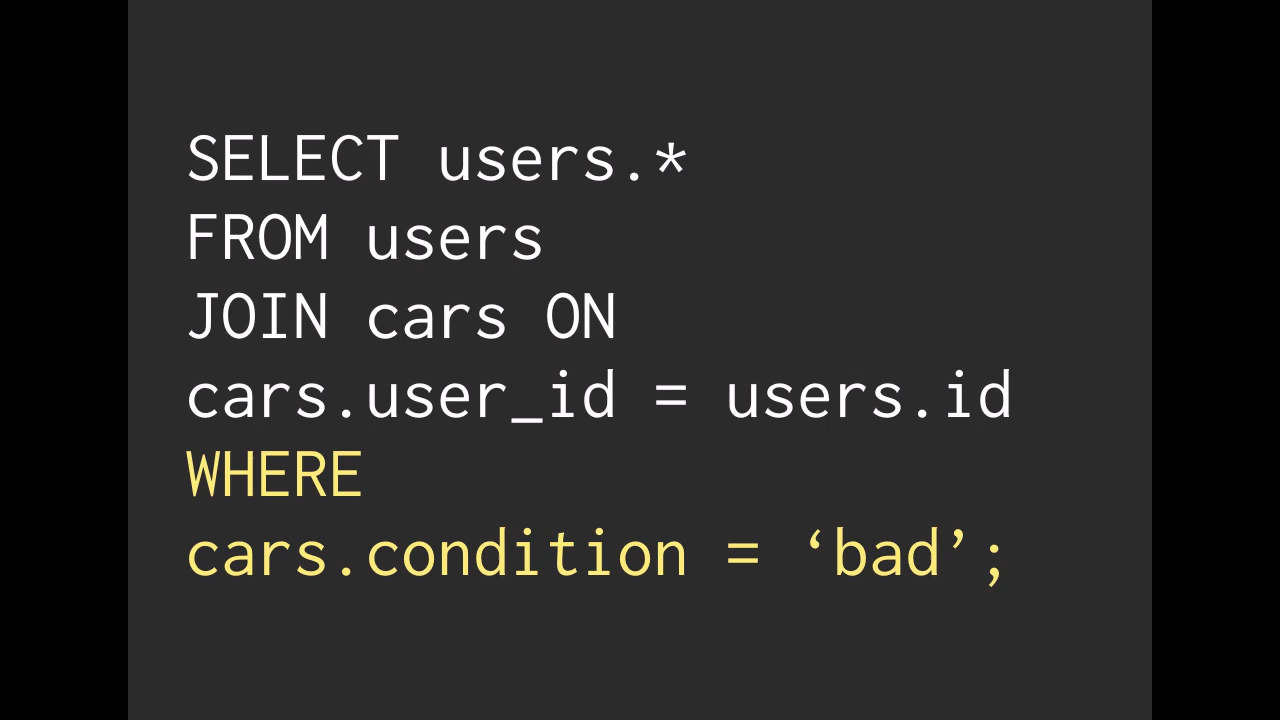 SELECT users.*
FROM users
JOIN cars ON
cars.user_id = users.id
WHERE
cars.condition = ‘bad’;